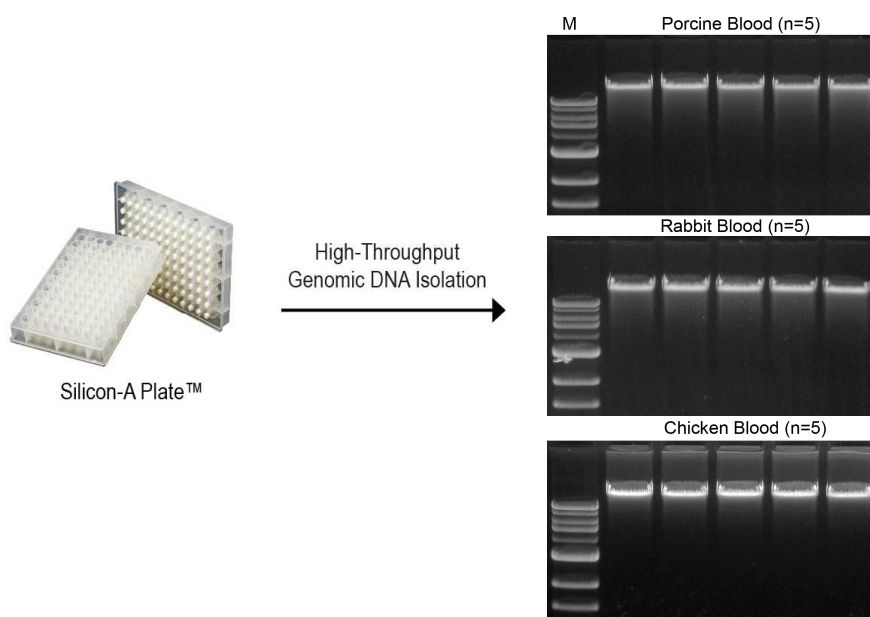 M
Porcine Blood (n=5)
Rabbit Blood (n=5)
High-Throughput
Genomic DNA Isolation
Silicon-A Plate™
Chicken Blood (n=5)